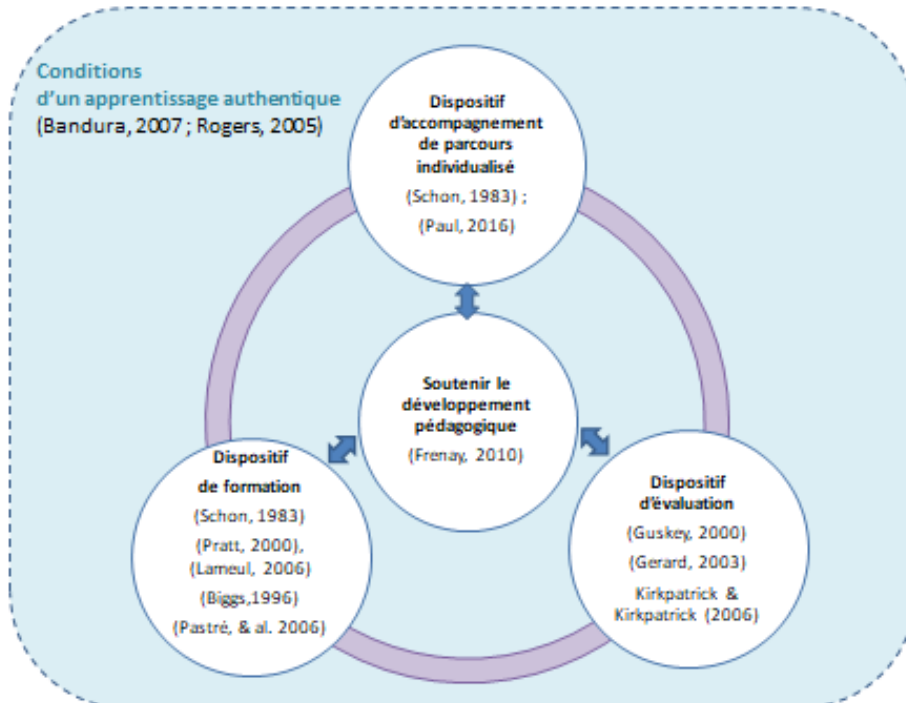 Conditions
d'un apprentissage authentique
(Bandura, 2007 ; Rogers, 2005)
Dispositif
d'accompagnement
de parcours
individualisé
(Schon, 1983) ;
(Paul, 2016)
Soutenir le
développement
pédagogique
(Frenay, 2010)
Dispositif
de formation
(Schon, 1983)
(Pratt, 2000),
(Lameul, 2006)
(Biggs,1996)
(Pastré, & al. 2006)
Dispositif
d'évaluation
(Guskey, 2000)
(Gerard, 2003)
Kirkpatrick &
Kirkpatrick (2006)